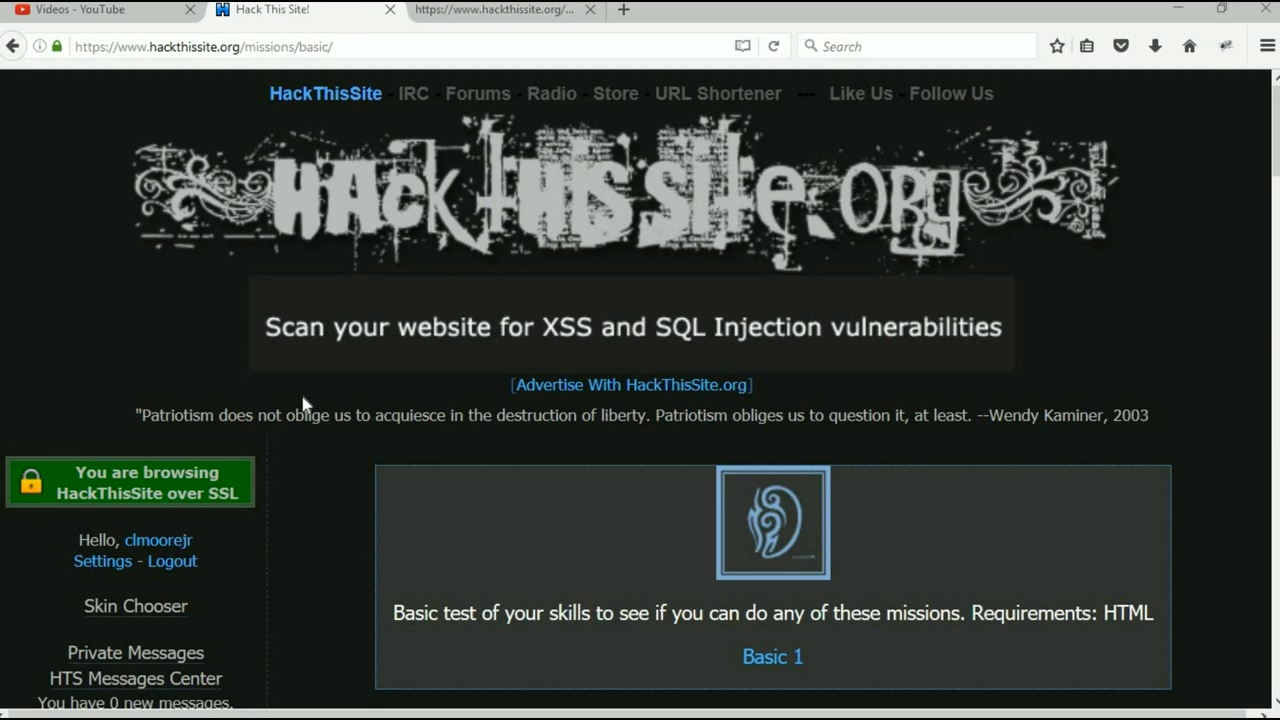 Videos - YouTube
Hack This Site!
https://www.hackthissite.org/...
https://www.hackthissite.org/missions/basic/
Search
HackThisSite - IRC - Forums - Radio - Store - URL Shortener --- Like Us - Follow Us
HAck tHIS SIte.ORg
Scan your website for XSS and SQL Injection vulnerabilities
[Advertise With HackThisSite.org]
"Patriotism does not oblige us to acquiesce in the destruction of liberty. Patriotism obliges us to question it, at least. --Wendy Kaminer, 2003
You are browsing
HackThisSite over SSL
Hello, clmoorejr
Settings - Logout
Skin Chooser
Private Messages
HTS Messages Center
You have 0 new messages.
Basic test of your skills to see if you can do any of these missions. Requirements: HTML
Basic 1